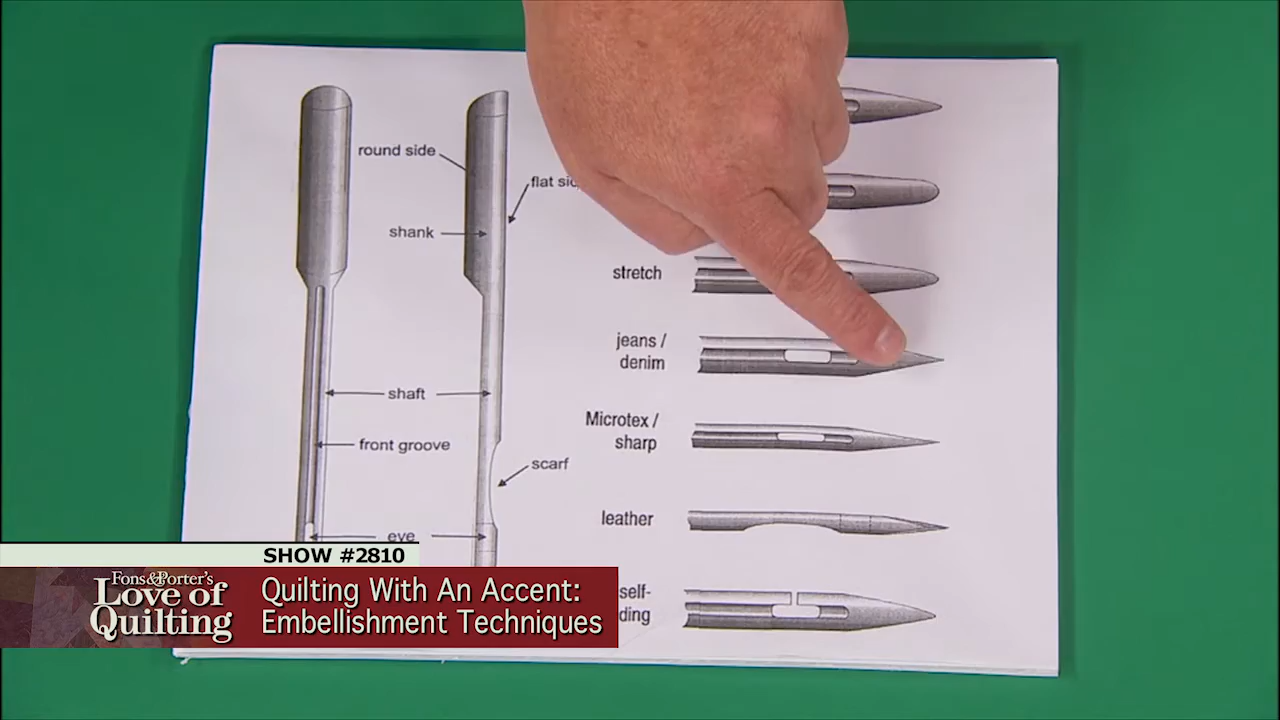 round side
flat
shank
shaft
front groove
scarf
eye
stretch
jeans /
denim
Microtex /
sharp
leather
self-
ding
SHOW #2810
Fons&Porter's
Love of
Quilting
Quilting With An Accent:
Embellishment Techniques